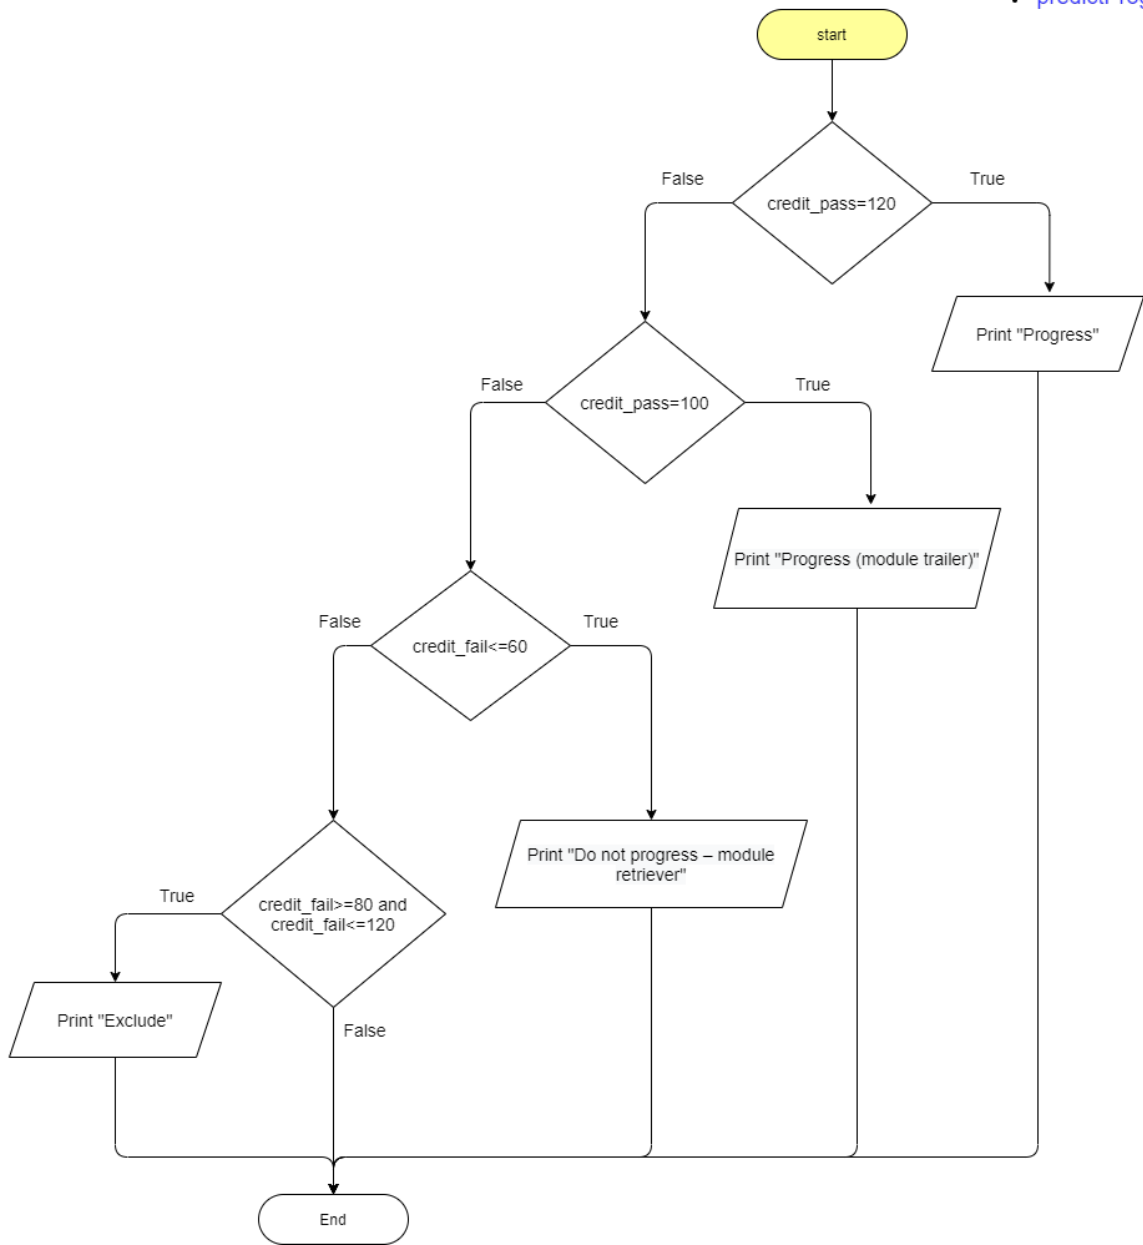 start
False
True
credit_pass=120
Print "Progress"
False
True
credit_pass=100
Print "Progress (module trailer)"
False
True
credit_fail<=60
Print "Do not progress – module
retriever"
True
credit_fail>=80 and
credit_fail<=120
Print "Exclude"
False
End